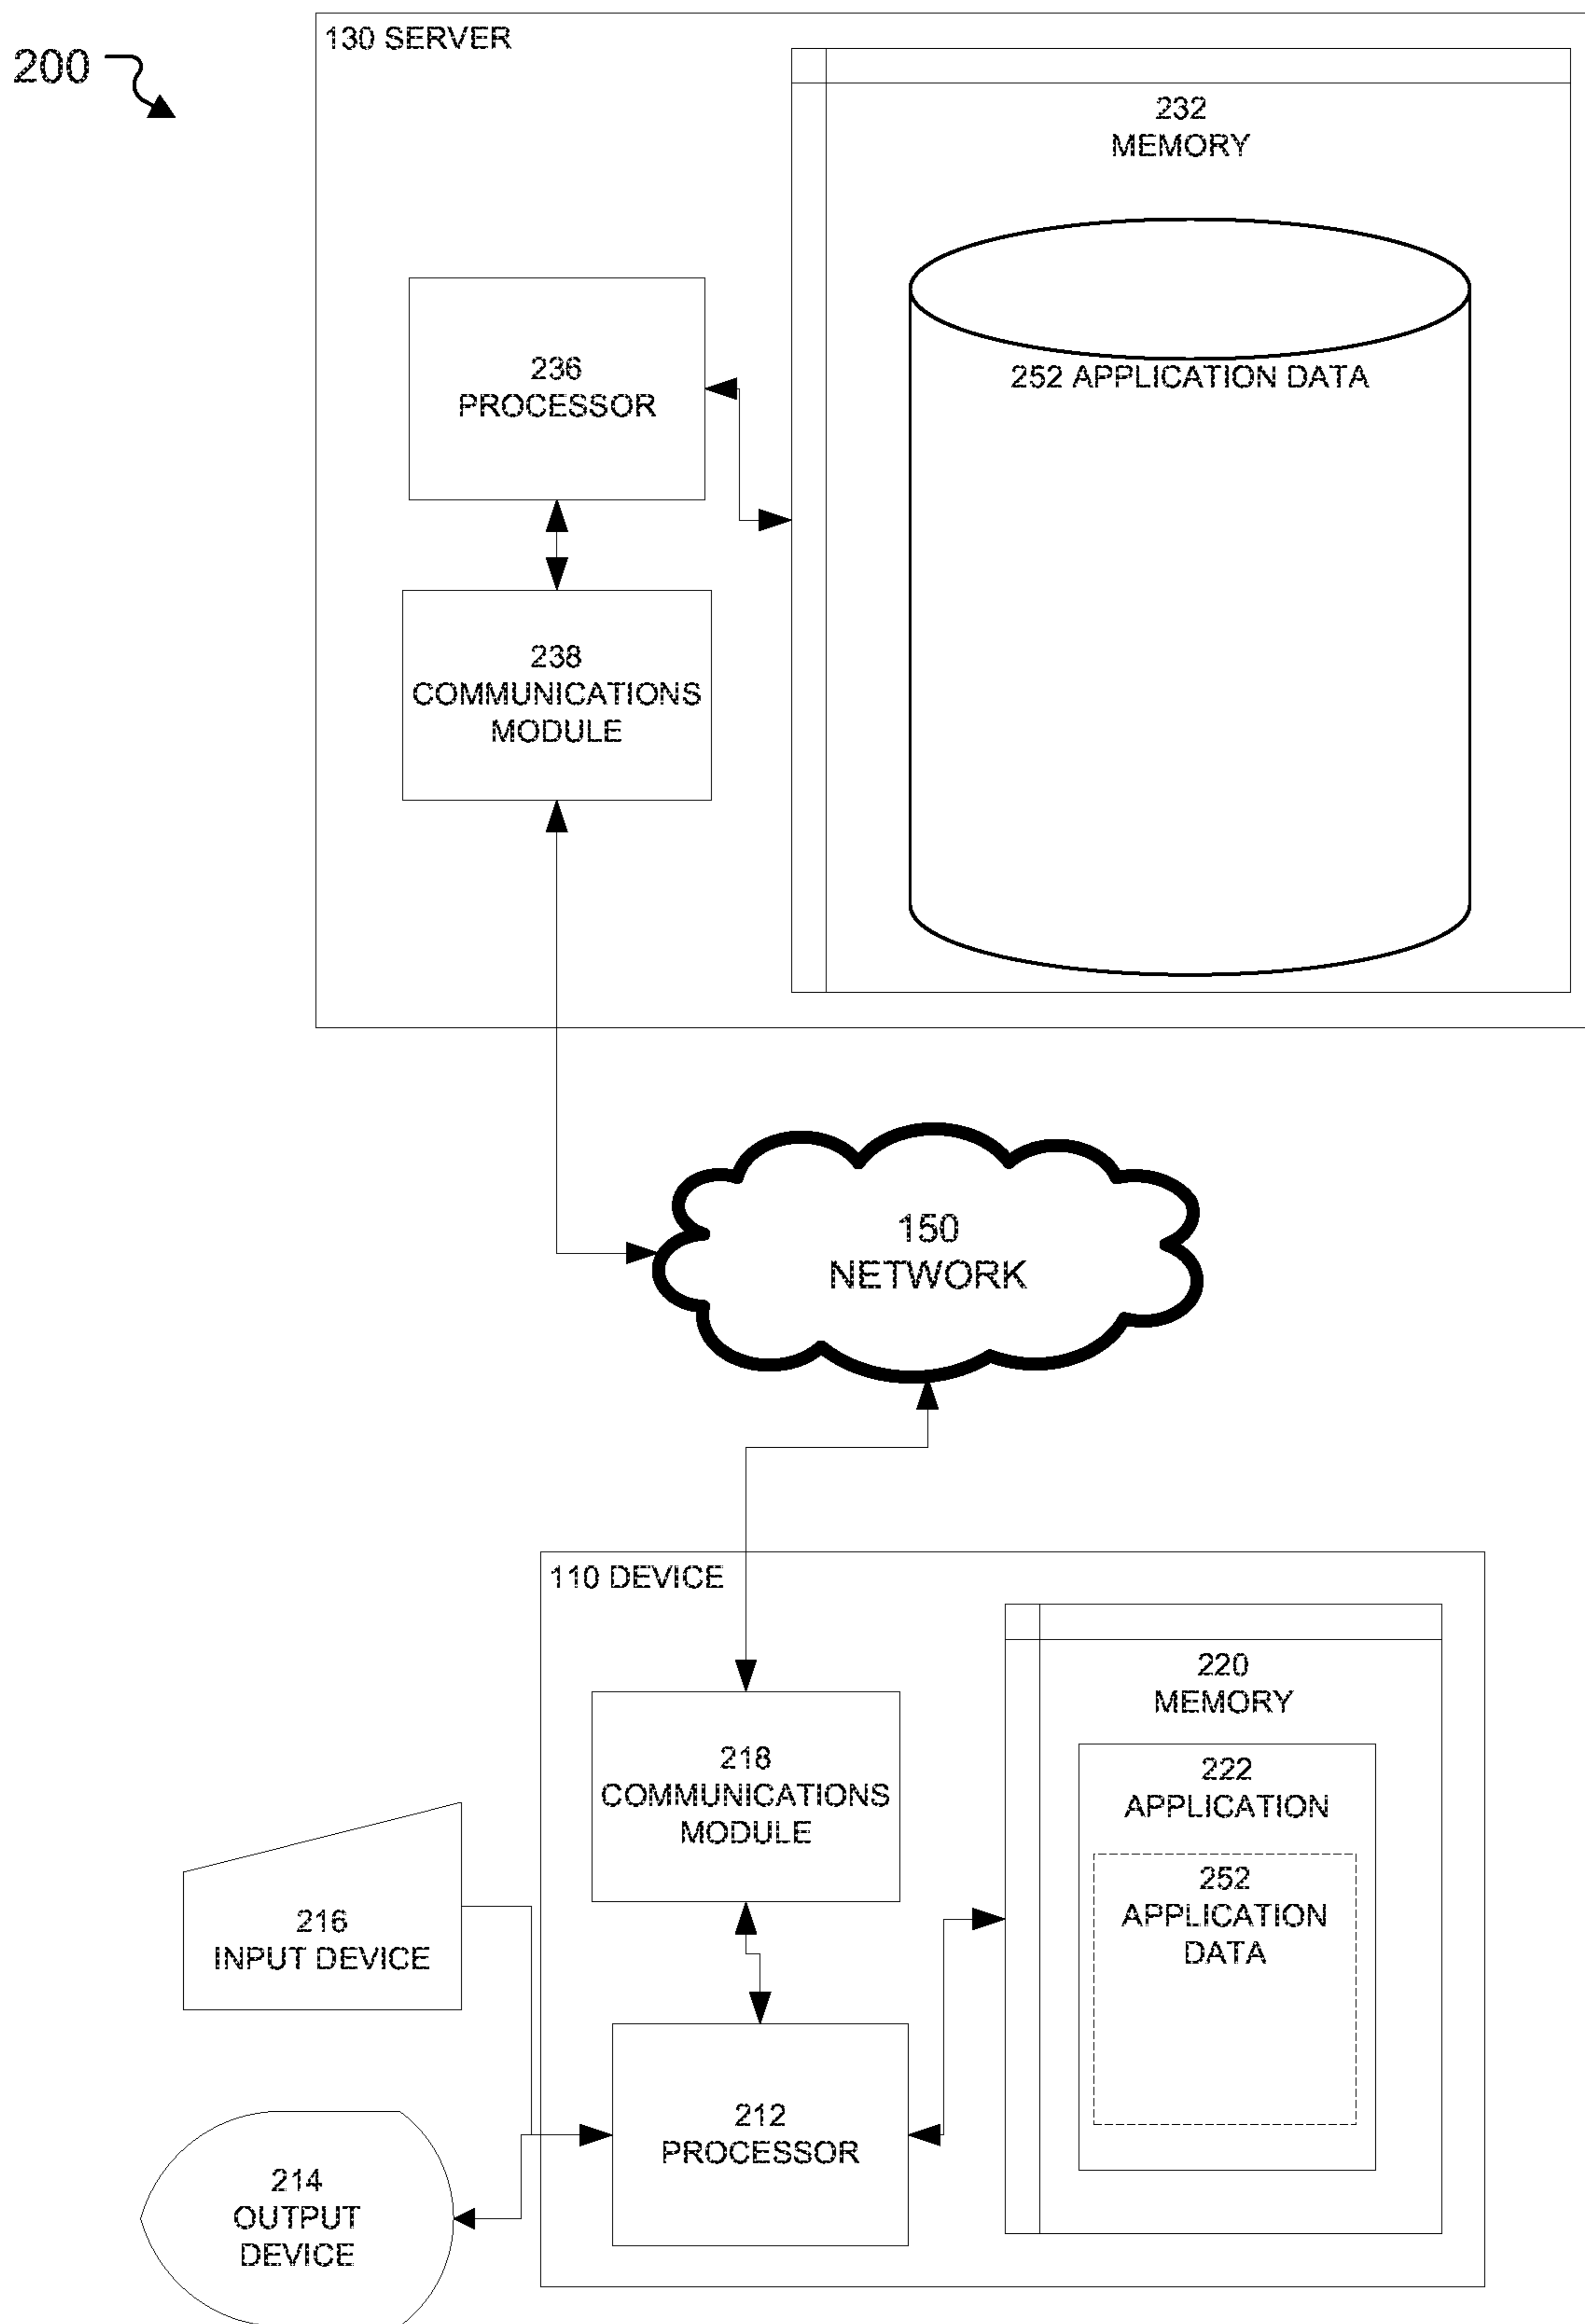 200
130 SERVER
232
MEMORY
252 APPLICATION DATA
236
PROCESSOR
238
COMMUNICATIONS
MODULE
150
NETWORK
110 DEVICE
220
MEMORY
222
APPLICATION
252
APPLICATION
DATA
218
COMMUNICATIONS
MODULE
216
INPUT DEVICE
212
PROCESSOR
214
OUTPUT
DEVICE